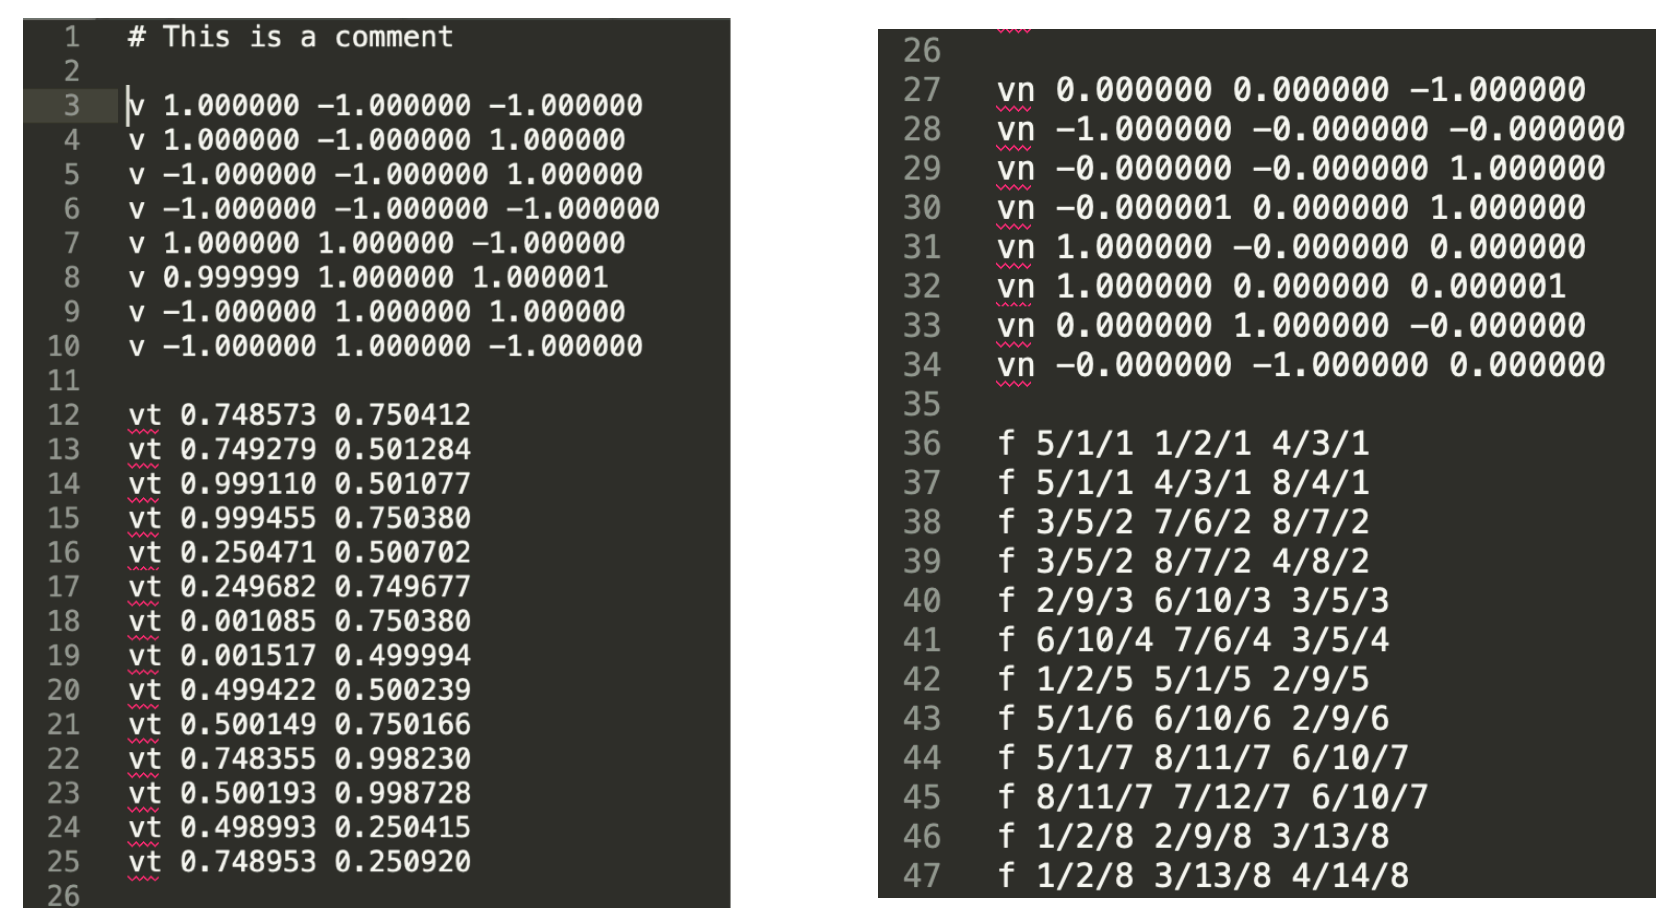 1 # This is a comment
2
3 v 1.000000 -1.000000 -1.000000
4 v 1.000000 -1.000000 1.000000
5 v -1.000000 -1.000000 1.000000
6 v -1.000000 -1.000000 -1.000000
7 v 1.000000 1.000000 -1.000000
8 v 0.999999 1.000000 1.000001
9 v -1.000000 1.000000 1.000000
10 v -1.000000 1.000000 -1.000000
11
12 vt 0.748573 0.750412
13 vt 0.749279 0.501284
14 vt 0.999110 0.501077
15 vt 0.999455 0.750380
16 vt 0.250471 0.500702
17 vt 0.249682 0.749677
18 vt 0.001085 0.750380
19 vt 0.001517 0.499994
20 vt 0.499422 0.500239
21 vt 0.500149 0.750166
22 vt 0.748355 0.998230
23 vt 0.500193 0.998728
24 vt 0.498993 0.250415
25 vt 0.748953 0.250920
26
26
27 vn 0.000000 0.000000 -1.000000
28 vn -1.000000 -0.000000 -0.000000
29 vn -0.000000 -0.000000 1.000000
30 vn -0.000001 0.000000 1.000000
31 vn 1.000000 -0.000000 0.000000
32 vn 1.000000 0.000000 0.000001
33 vn 0.000000 1.000000 -0.000000
34 vn -0.000000 -1.000000 0.000000
35
36 f 5/1/1 1/2/1 4/3/1
37 f 5/1/1 4/3/1 8/4/1
38 f 3/5/2 7/6/2 8/7/2
39 f 3/5/2 8/7/2 4/8/2
40 f 2/9/3 6/10/3 3/5/3
41 f 6/10/4 7/6/4 3/5/4
42 f 1/2/5 5/1/5 2/9/5
43 f 5/1/6 6/10/6 2/9/6
44 f 5/1/7 8/11/7 6/10/7
45 f 8/11/7 7/12/7 6/10/7
46 f 1/2/8 2/9/8 3/13/8
47 f 1/2/8 3/13/8 4/14/8